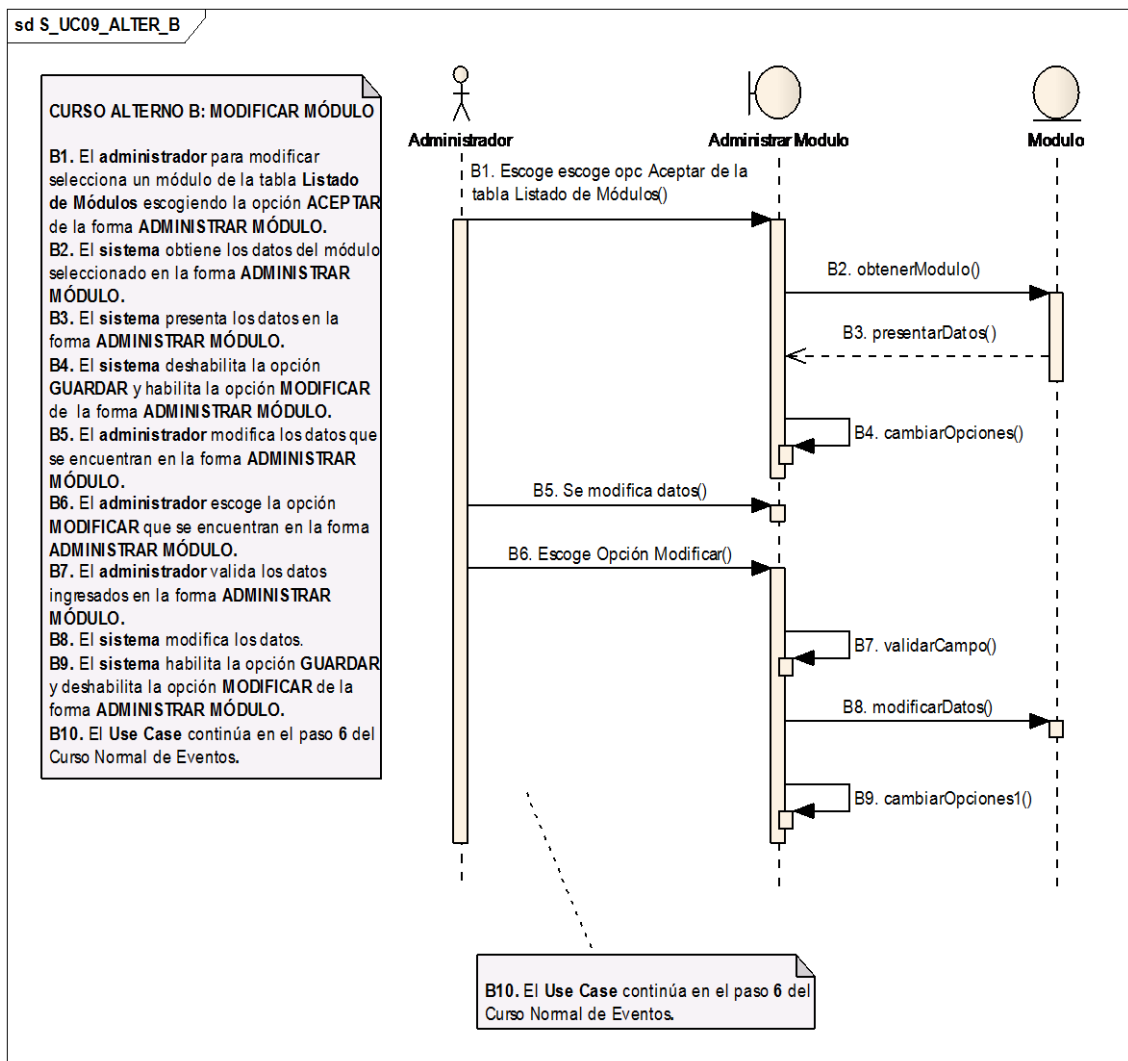 sd S_UC09_ALTER_B
CURSO ALTERNO B: MODIFICAR MÓDULO
B1. El administrador para modificar
selecciona un módulo de la tabla Listado
de Módulos escogiendo la opción ACEPTAR
de la forma ADMINISTRAR MÓDULO.
B2. El sistema obtiene los datos del módulo
seleccionado en la forma ADMINISTRAR
MÓDULO.
B3. El sistema presenta los datos en la
forma ADMINISTRAR MÓDULO.
B4. El sistema deshabilita la opción
GUARDAR y habilita la opción MODIFICAR
de la forma ADMINISTRAR MÓDULO.
B5. El administrador modifica los datos que
se encuentran en la forma ADMINISTRAR
MÓDULO.
B6. El administrador escoge la opción
MODIFICAR que se encuentran en la forma
ADMINISTRAR MÓDULO.
B7. El administrador valida los datos
ingresados en la forma ADMINISTRAR
MÓDULO.
B8. El sistema modifica los datos.
B9. El sistema habilita la opción GUARDAR
y deshabilita la opción MODIFICAR de la
forma ADMINISTRAR MÓDULO.
B10. El Use Case continúa en el paso 6 del
Curso Normal de Eventos.
Administrador
Administrar Modulo
Modulo
B1. Escoge escoge opc Aceptar de la
tabla Listado de Módulos()
B2. obtenerModulo()
B3. presentarDatos()
B4. cambiarOpciones()
B5. Se modifica datos()
B6. Escoge Opción Modificar()
B7. validarCampo()
B8. modificarDatos()
B9. cambiarOpciones1()
B10. El Use Case continúa en el paso 6 del
Curso Normal de Eventos.